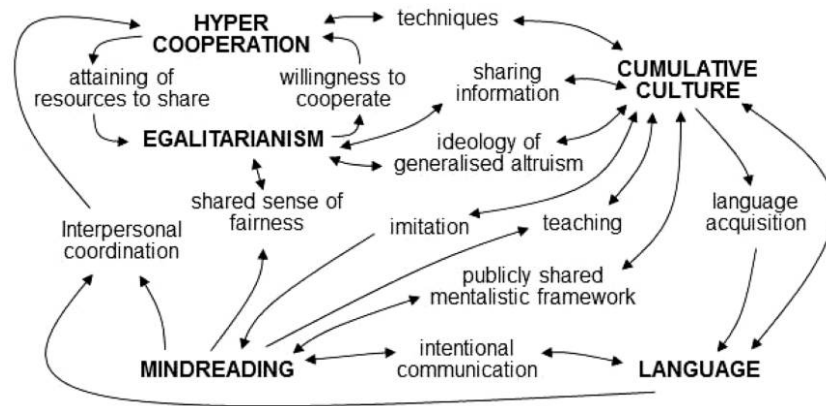 HYPER
COOPERATION
techniques
attaining of
resources to share
willingness to
cooperate
sharing
information
CUMULATIVE
CULTURE
EGALITARIANISM
ideology of
generalised altruism
shared sense of
fairness
Interpersonal
coordination
imitation
teaching
language
acquisition
publicly shared
mentalistic framework
MINDREADING
intentional
communication
LANGUAGE